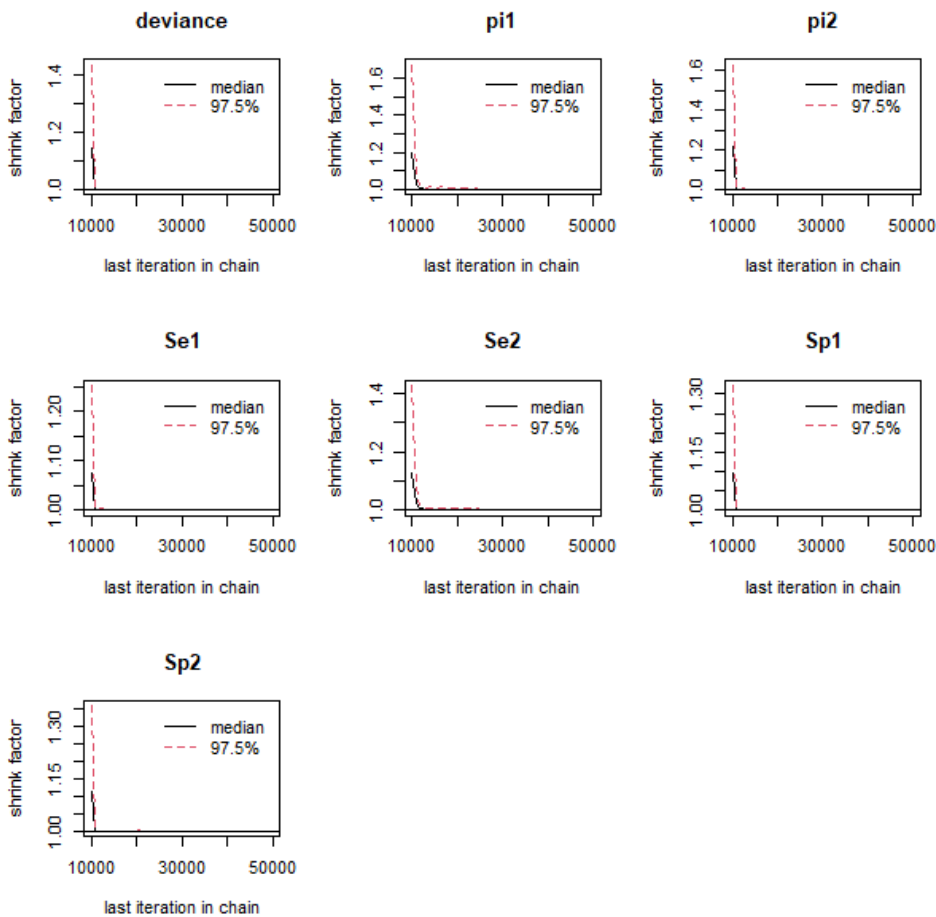 deviance
shrink factor
1.0 1.2 1.4
median
97.5%
10000 30000 50000
last iteration in chain
pi1
shrink factor
1.0 1.2 1.4 1.6
median
97.5%
10000 30000 50000
last iteration in chain
pi2
shrink factor
1.0 1.2 1.4 1.6
median
97.5%
10000 30000 50000
last iteration in chain
Se1
shrink factor
1.00 1.10 1.20
median
97.5%
10000 30000 50000
last iteration in chain
Se2
shrink factor
1.0 1.2 1.4
median
97.5%
10000 30000 50000
last iteration in chain
Sp1
shrink factor
1.00 1.15 1.30
median
97.5%
10000 30000 50000
last iteration in chain
Sp2
shrink factor
1.00 1.15 1.30
median
97.5%
10000 30000 50000
last iteration in chain